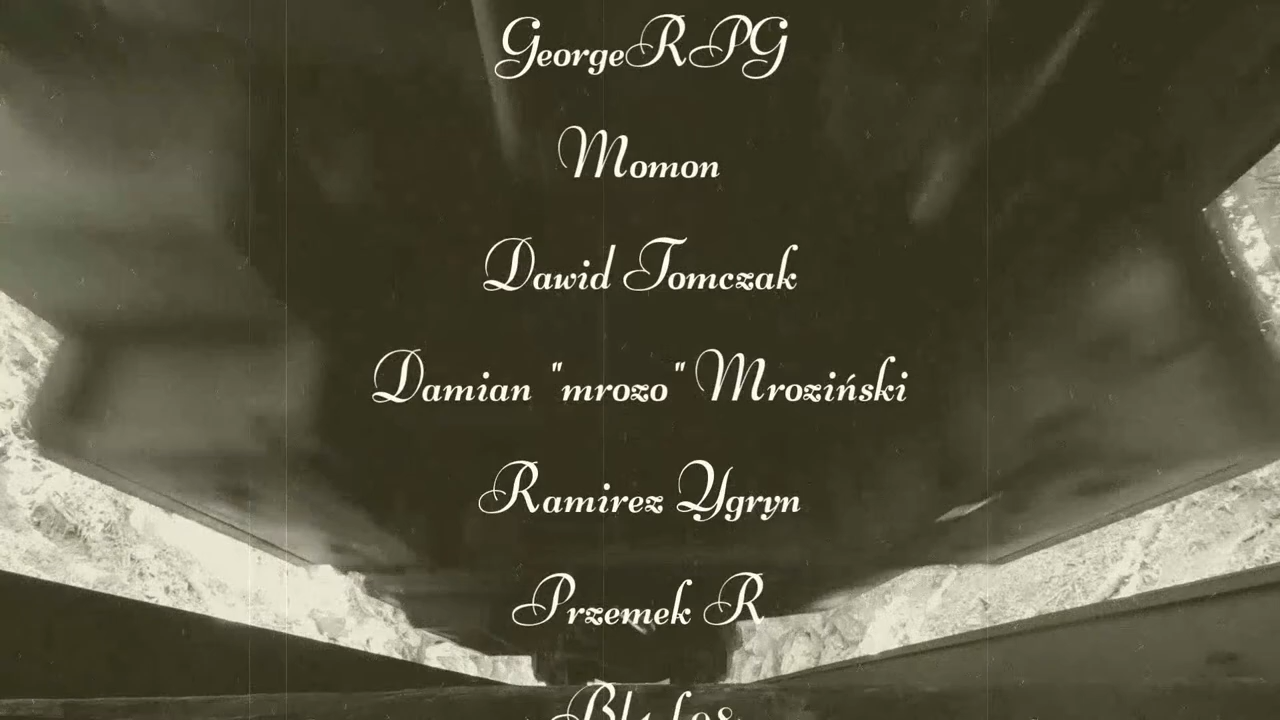 GeorgeRPG
Momon
Dawid Tomczak
Damian "mrozo" Mroziński
Ramirez Ygryn
Przemek R